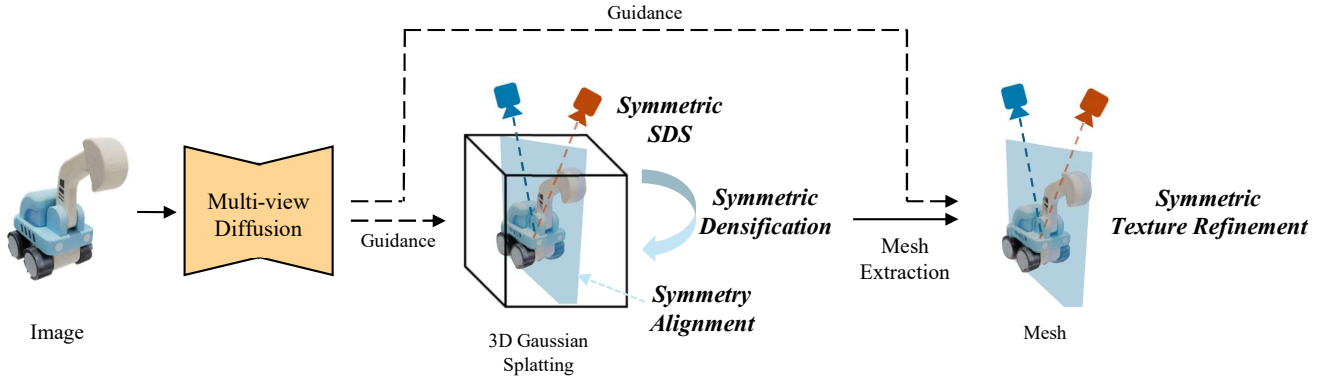 Guidance
Symmetric
SDS
Multi-view
Diffusion
Guidance
Symmetric
Densification
Mesh
Extraction
Symmetric
Texture Refinement
Symmetry
Alignment
Image
3D Gaussian
Splatting
Mesh